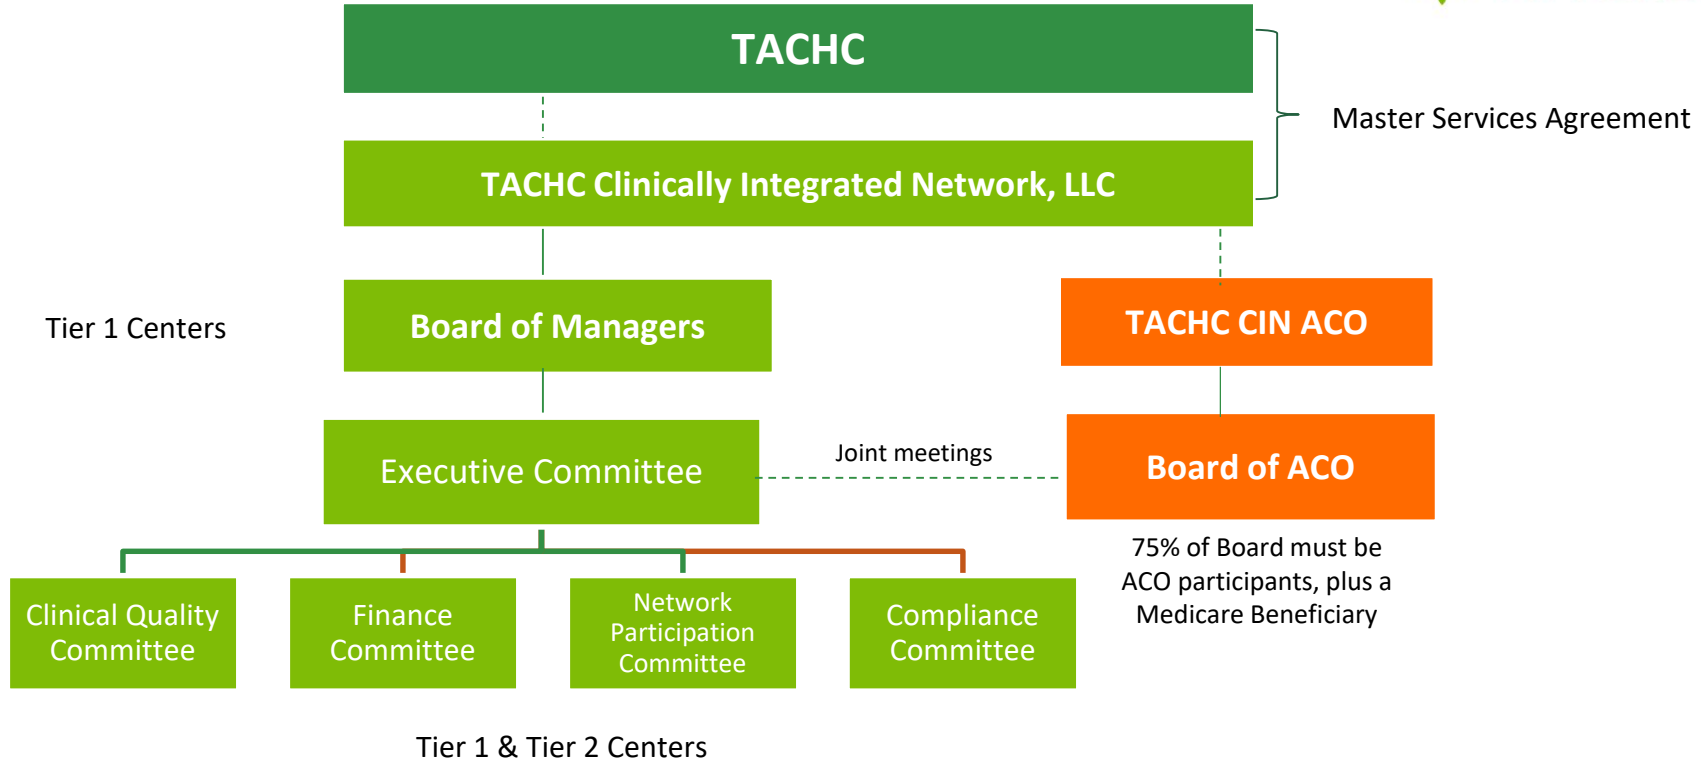 TACHC
Master Services Agreement
TACHC Clinically Integrated Network, LLC
Tier 1 Centers
Board of Managers
TACHC CIN ACO
Executive Committee
Joint meetings
Board of ACO
75% of Board must be
ACO participants, plus a
Medicare Beneficiary
Clinical Quality
Committee
Finance
Committee
Network
Participation
Committee
Compliance
Committee
Tier 1 & Tier 2 Centers